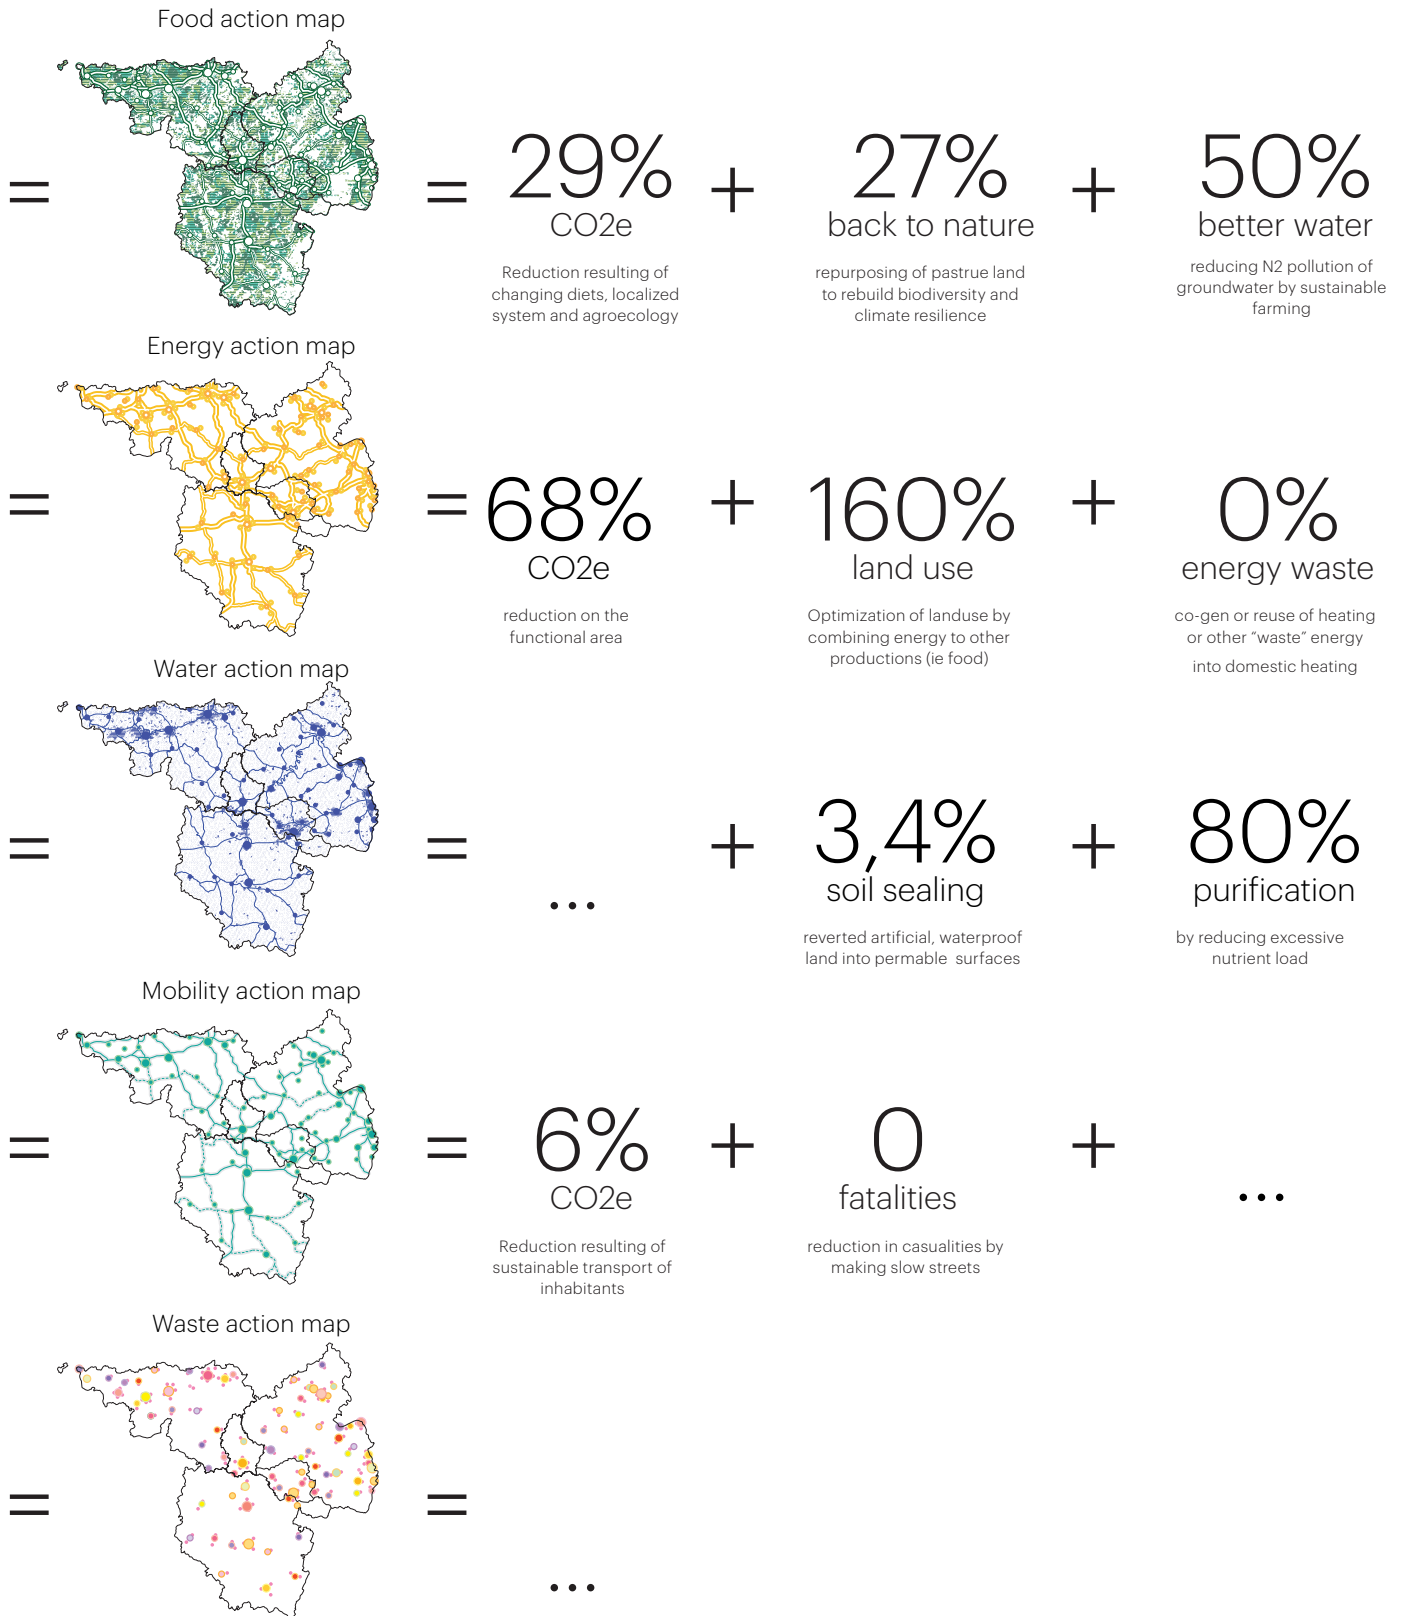 Food action map
= = 29% + 27% + 50%
CO2e back to nature better water
Reduction resulting of
changing diets, localized
system and agroecology
repurposing of pastrue land
to rebuild biodiversity and
climate resilience
reducing N2 pollution of
groundwater by sustainable
farming
Energy action map
= = 68% + 160% + 0%
CO2e land use energy waste
reduction on the
functional area
Optimization of landuse by
combining energy to other
productions (ie food)
co-gen or reuse of heating
or other “waste” energy
into domestic heating
Water action map
= = ... + 3,4% + 80%
soil sealing purification
reverted artificial, waterproof
land into permable surfaces
by reducing excessive
nutrient load
Mobility action map
= = 6% + 0 + ...
CO2e fatalities
Reduction resulting of
sustainable transport of
inhabitants
reduction in casualities by
making slow streets
Waste action map
= = ...